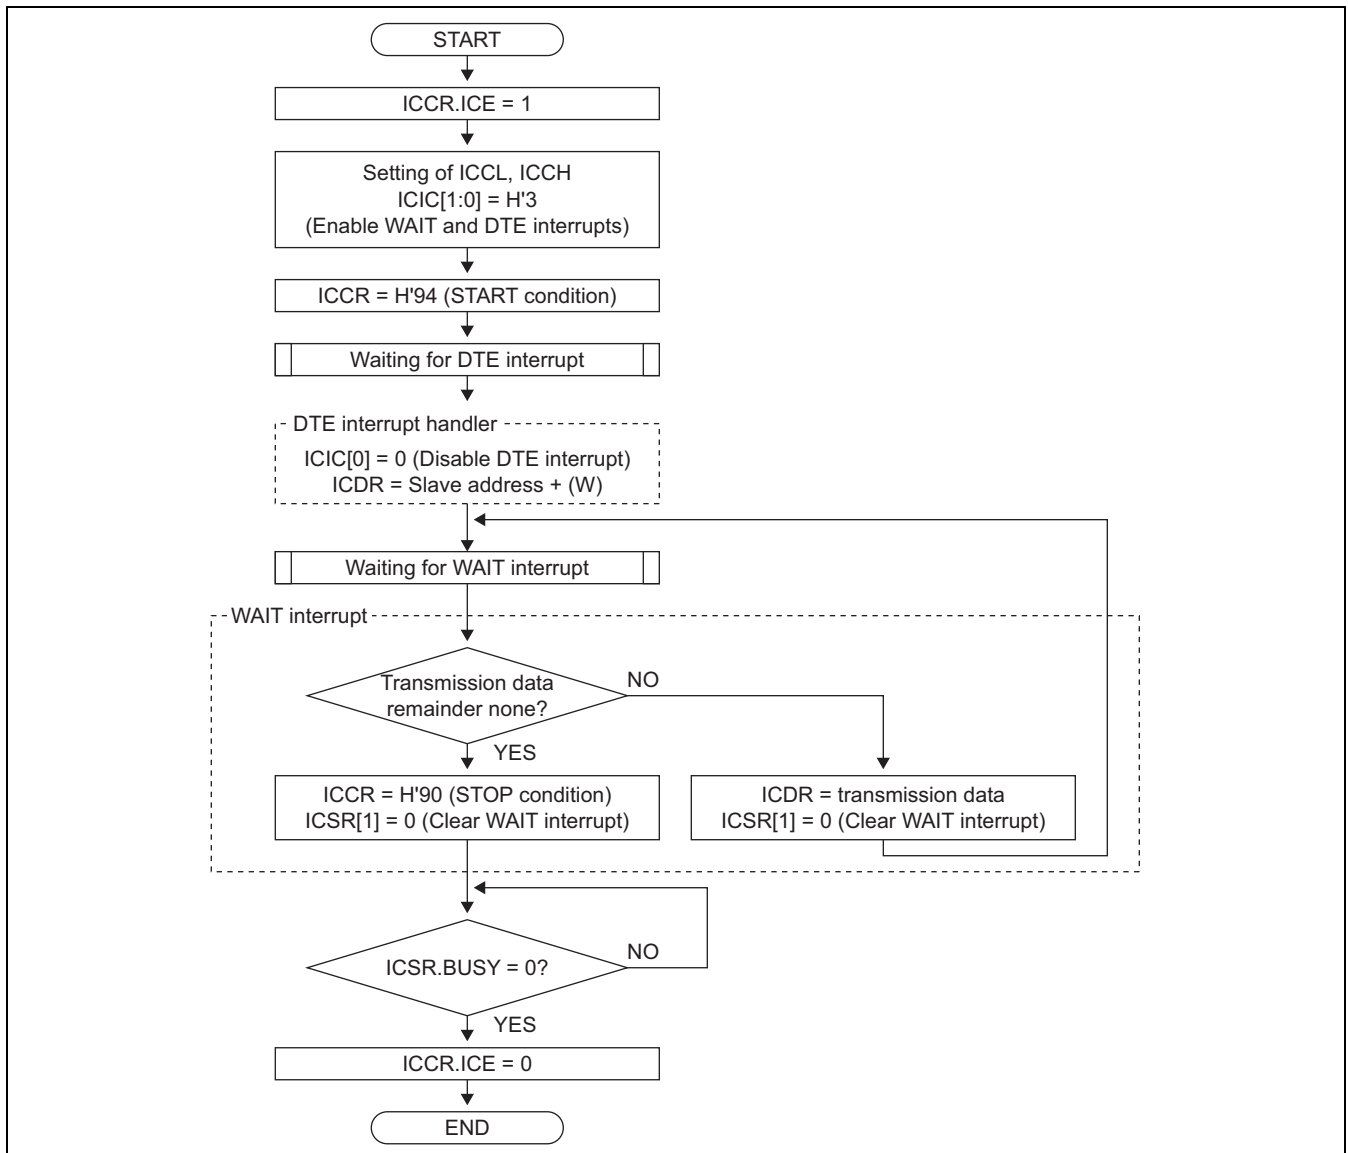 START
ICCR.ICE = 1
Setting of ICCL, ICCH
ICIC[1:0] = H'3
(Enable WAIT and DTE interrupts)
ICCR = H'94 (START condition)
Waiting for DTE interrupt
DTE interrupt handler
ICIC[0] = 0 (Disable DTE interrupt)
ICDR = Slave address + (W)
Waiting for WAIT interrupt
WAIT interrupt
Transmission data
remainder none?
NO
YES
ICCR = H'90 (STOP condition)
ICSR[1] = 0 (Clear WAIT interrupt)
ICDR = transmission data
ICSR[1] = 0 (Clear WAIT interrupt)
ICSR.BUSY = 0?
NO
YES
ICCR.ICE = 0
END